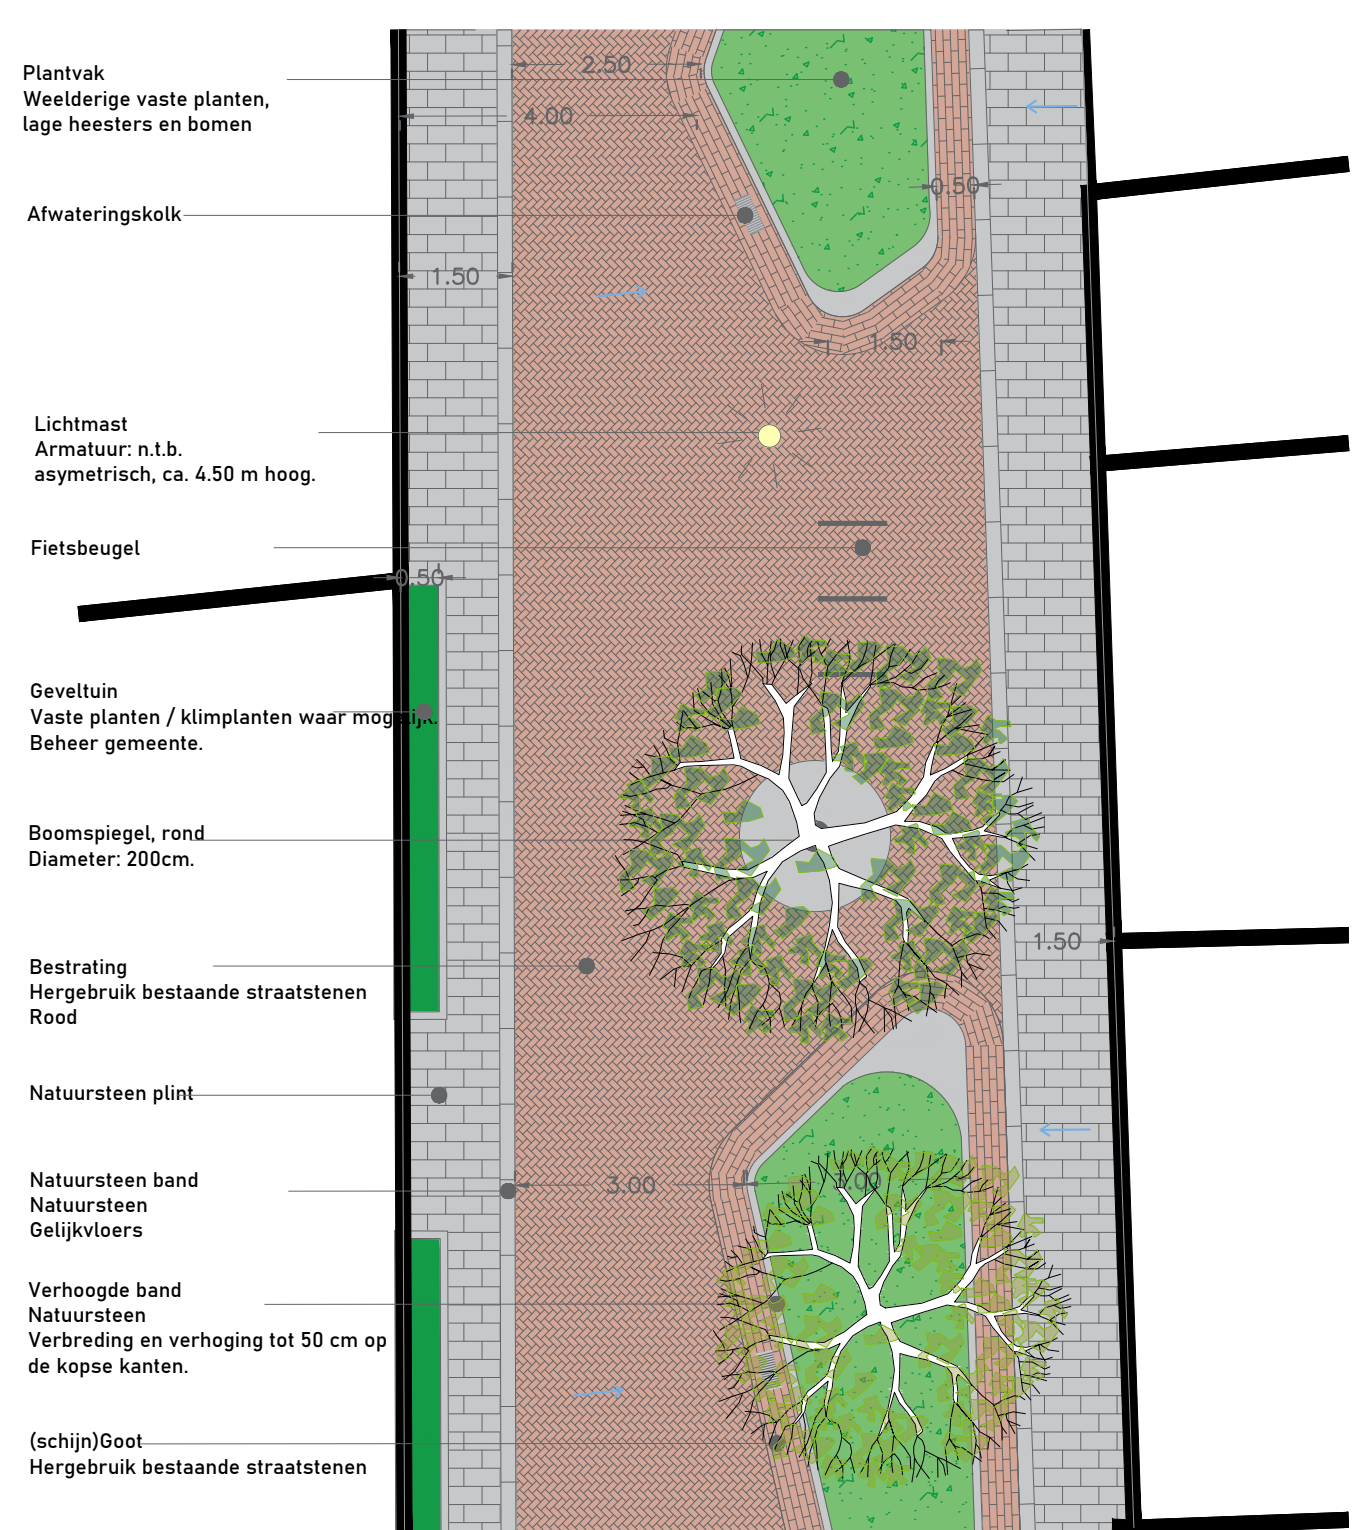 Plantvak
Weelderige vaste planten,
lage heesters en bomen
2.50
4.00
0.50
Afwateringskolk
1.50
1.50
Lichtmast
Armatuur: n.t.b.
asymetrisch, ca. 4.50 m hoog.
Fietsbeugel
0.50
Geveltuin
Vaste planten / klimplanten waar mogelijk.
Beheer gemeente.
Boomspiegel, rond
Diameter: 200cm.
1.50
Bestrating
Hergebruik bestaande straatstenen
Rood
Natuursteen plint
Natuursteen band
Natuursteen
Gelijkvloers
3.00
3.00
Verhoogde band
Natuursteen
Verbreding en verhoging tot 50 cm op
de kopse kanten.
(schijn)Goot
Hergebruik bestaande straatstenen